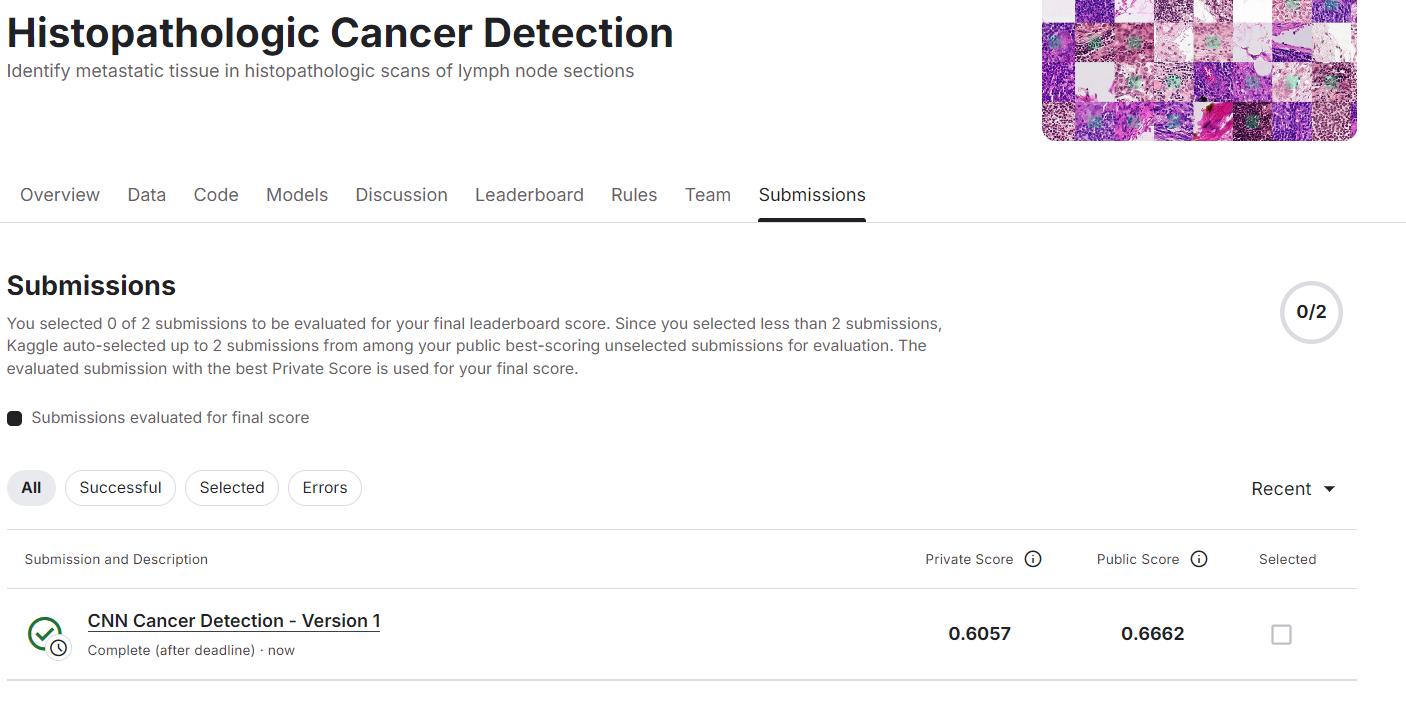 Histopathologic Cancer Detection
Identify metastatic tissue in histopathologic scans of lymph node sections
Overview Data Code Models Discussion Leaderboard Rules Team Submissions
Submissions
You selected 0 of 2 submissions to be evaluated for your final leaderboard score. Since you selected less than 2 submissions,
Kaggle auto-selected up to 2 submissions from among your public best-scoring unselected submissions for evaluation. The
evaluated submission with the best Private Score is used for your final score.
0/2
Submissions evaluated for final score
All Successful Selected Errors Recent
Submission and Description Private Score Public Score Selected
CNN Cancer Detection - Version 1
Complete (after deadline) · now
0.6057 0.6662